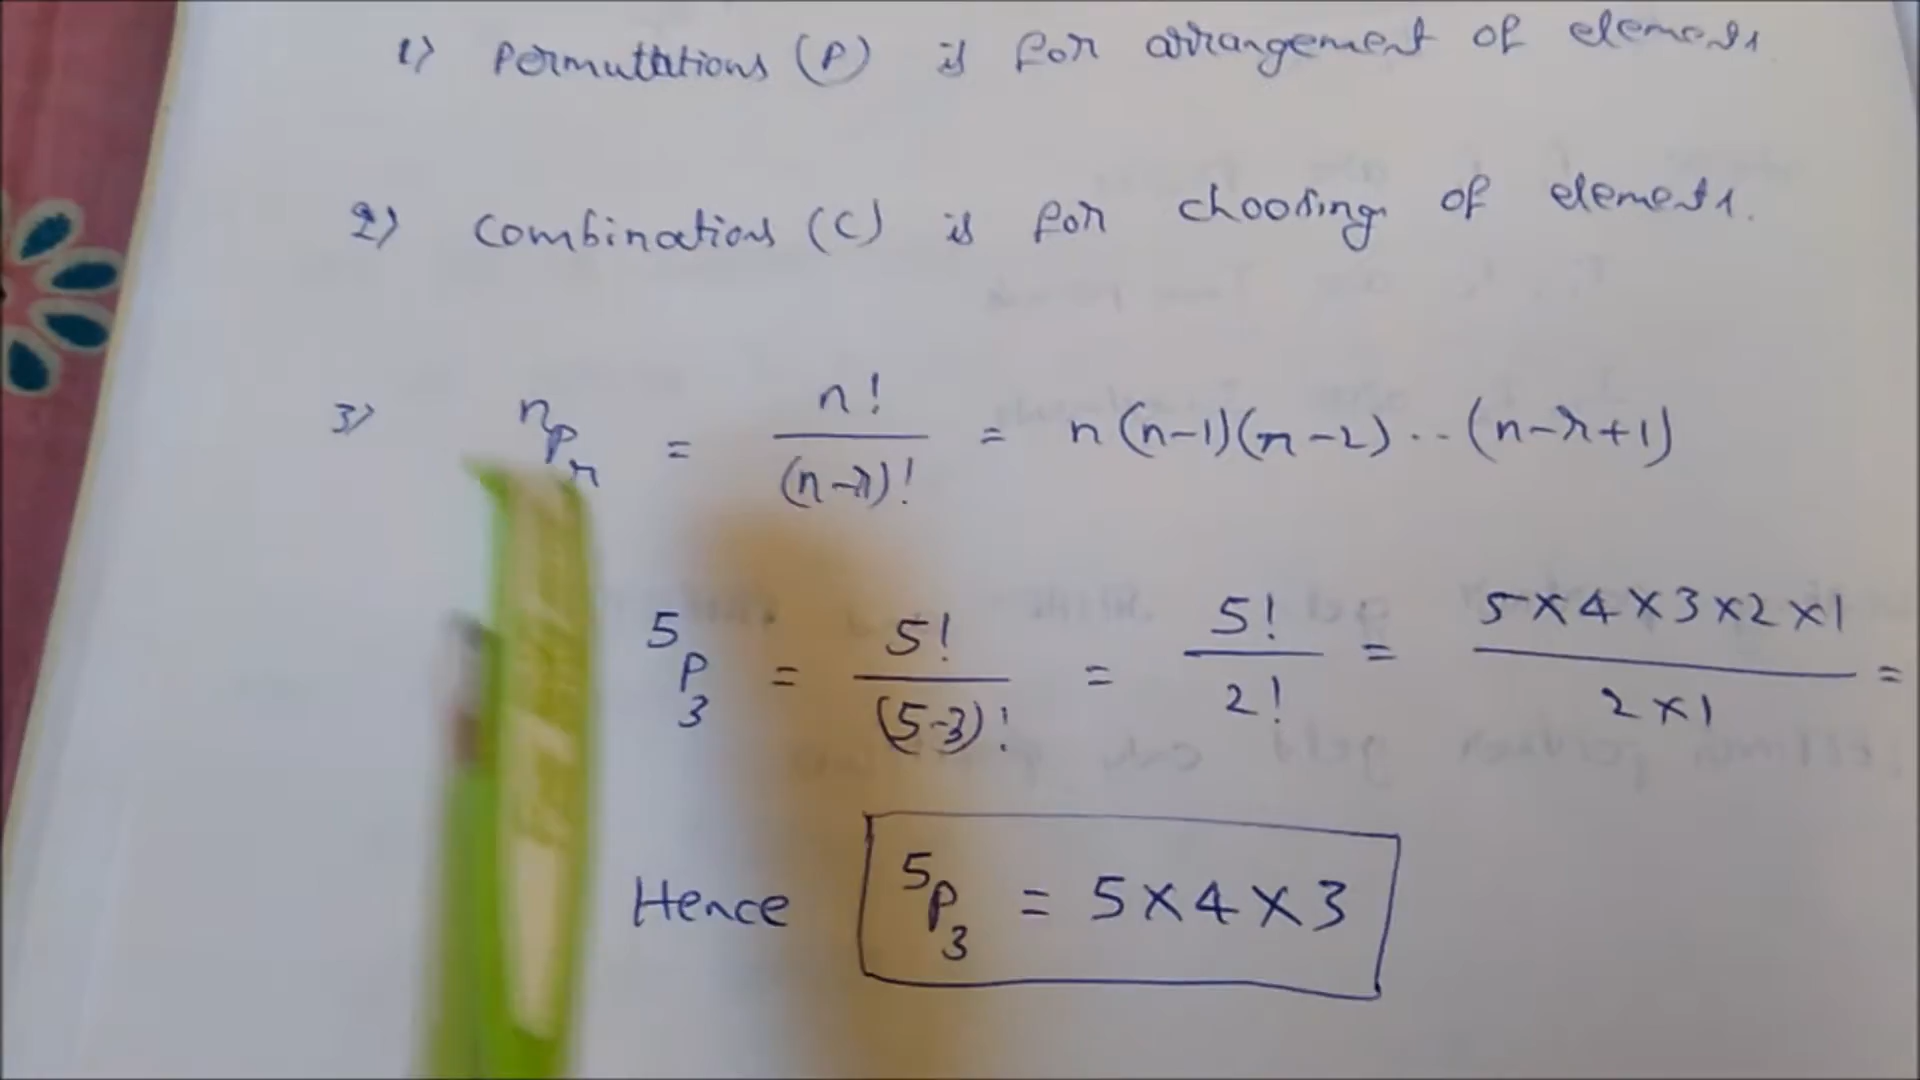 1) Permuttations (P) is for arrangement of elements
2) Combinations (C) is for choosing of elements.
3) nPr = n!/(n-r)! = n(n-1)(n-2)...(n-r+1)
5P3 = 5!/(5-3)! = 5!/2! = 5×4×3×2×1/2×1 =
Hence 5P3 = 5×4×3